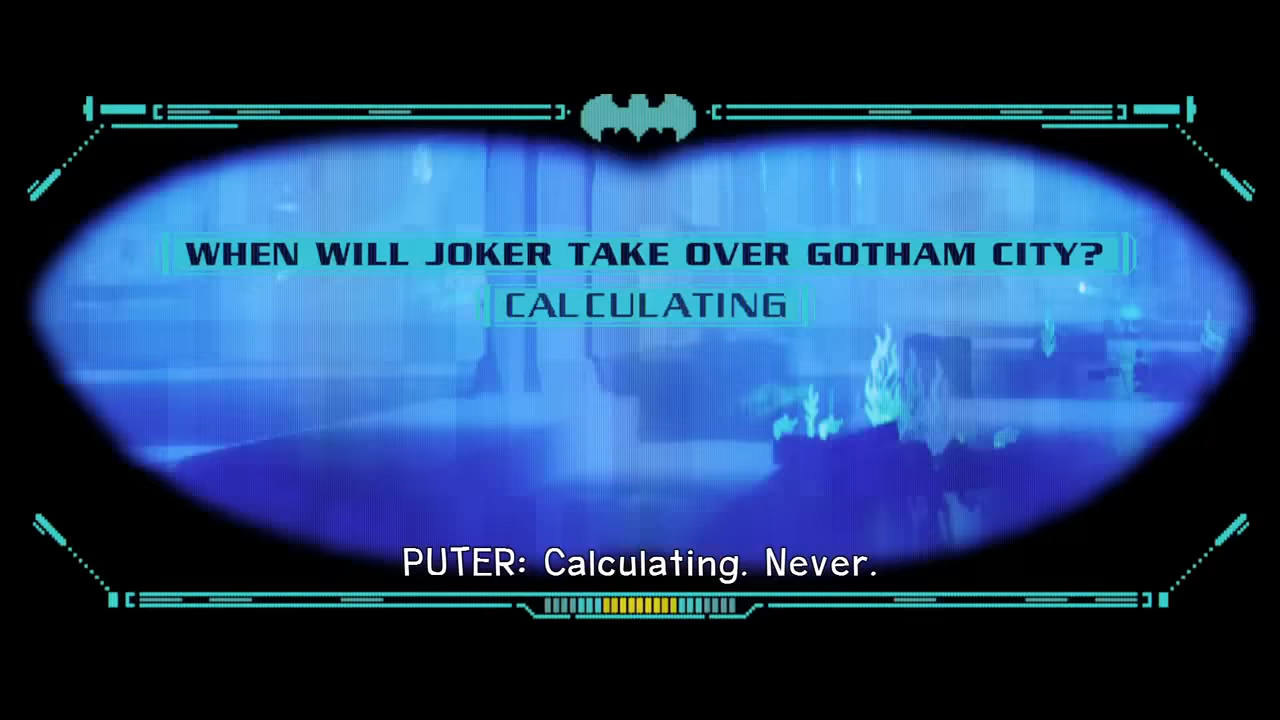 WHEN WILL JOKER TAKE OVER GOTHAM CITY?
CALCULATING
PUTER: Calculating. Never.